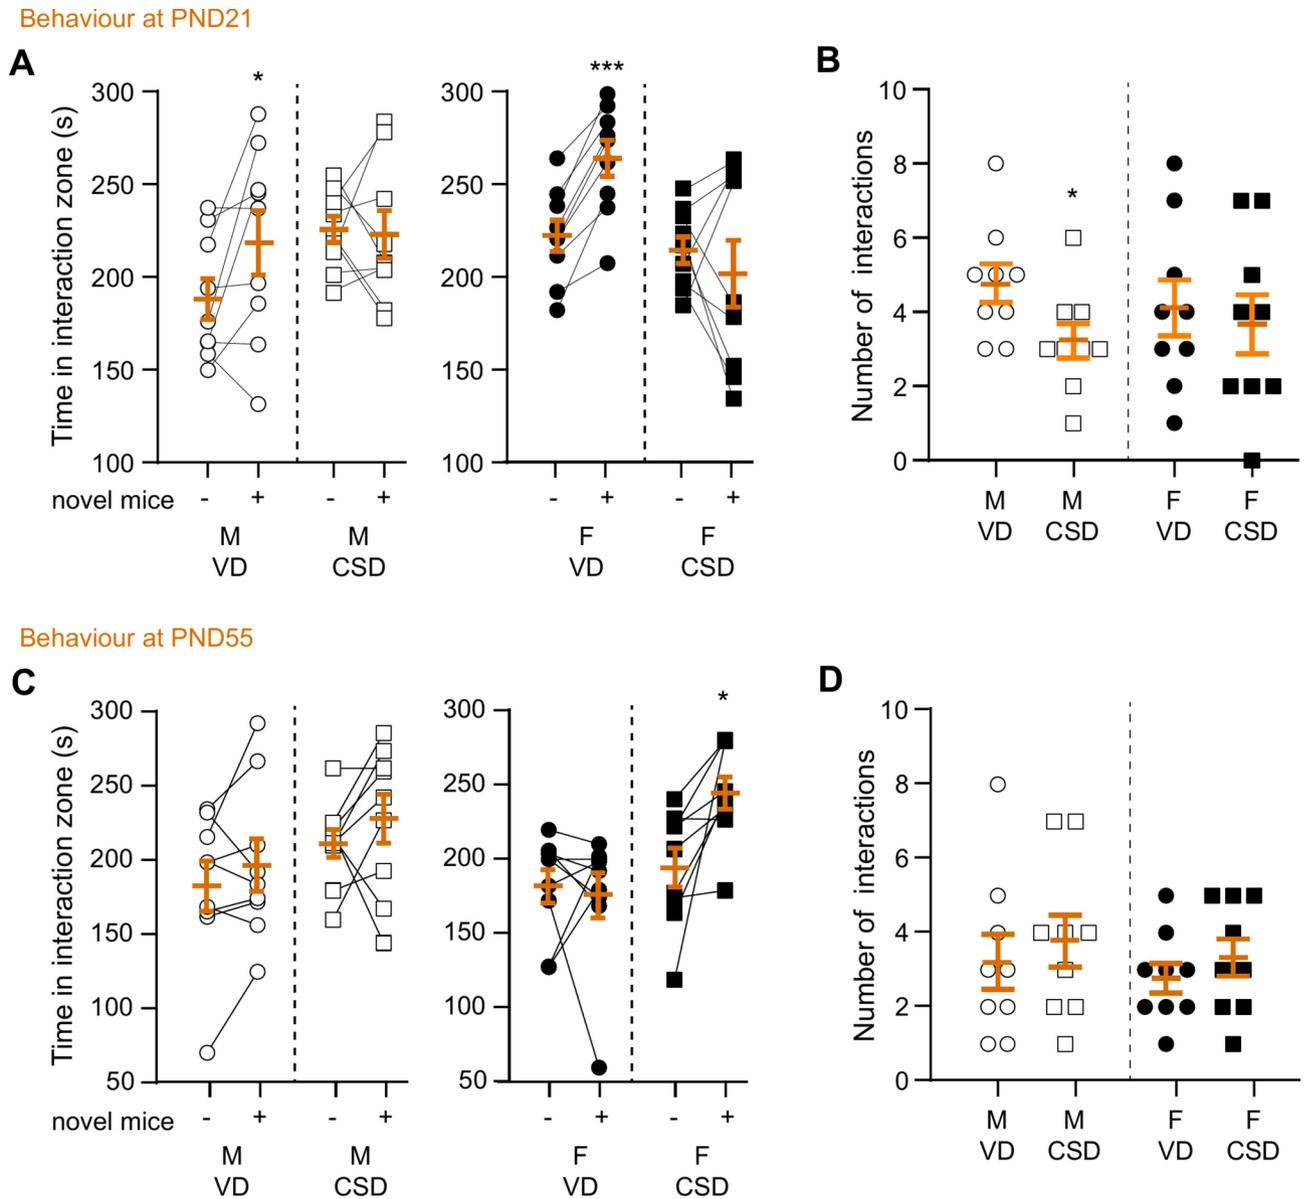 Behaviour at PND21
A
B
* *** *
Time in interaction zone (s)
300 250 200 150 100
300 250 200 150 100
Number of interactions
10 8 6 4 2 0
novel mice - + - + - + - +
M M F F
VD CSD VD CSD
M M F F
VD CSD VD CSD
Behaviour at PND55
C
D
*
Time in interaction zone (s)
300 250 200 150 100 50
300 250 200 150 100 50
Number of interactions
10 8 6 4 2 0
novel mice - + - + - + - +
M M F F
VD CSD VD CSD
M M F F
VD CSD VD CSD